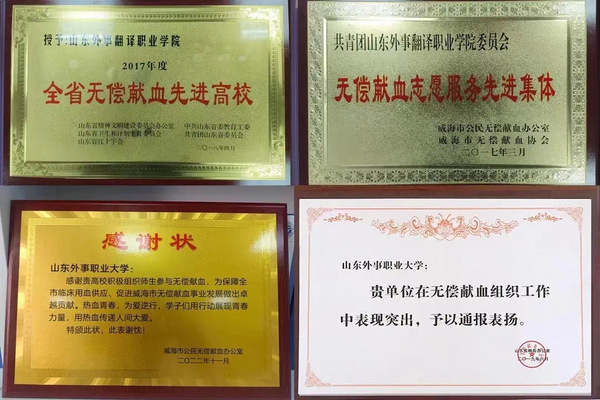 授予:山东外事翻译职业学院
2017年度
全省无偿献血先进高校
山东省精神文明建设委员会办公室 中共山东省委教育工委
山东省卫生和计划生育委员会 共青团山东省委员会
山东省红十字会
二〇一八年四月
共青团山东外事翻译职业学院委员会
无偿献血志愿服务先进集体
威海市公民无偿献血办公室
威海市无偿献血协会
二〇一七年三月
感谢状
山东外事职业大学:
感谢贵高校积极组织师生参与无偿献血,为保障全
市临床用血供应、促进威海市无偿献血事业发展做出卓
越贡献。热血青春,为爱逆行,学子们用行动展现青春
力量,用热血传递人间大爱。
特颁此状,此表谢忱!
威海市公民无偿献血办公室
二〇二二年十一月
山东外事职业大学:
贵单位在无偿献血组织工作
中表现突出,予以通报表扬。